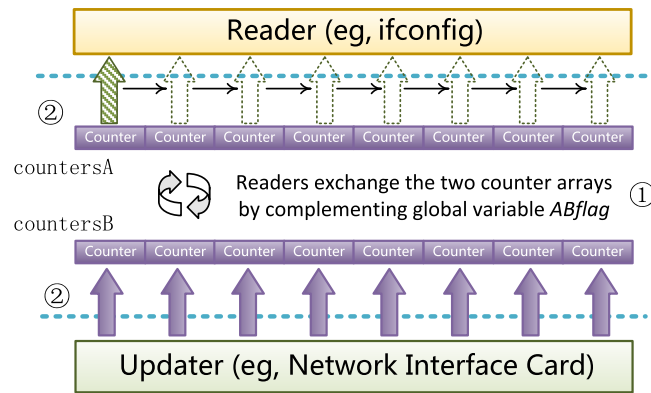 Reader (eg, ifconfig)
②
Counter Counter Counter Counter Counter Counter Counter Counter
countersA
Readers exchange the two counter arrays
by complementing global variable ABflag
①
countersB
Counter Counter Counter Counter Counter Counter Counter Counter
②
Updater (eg, Network Interface Card)